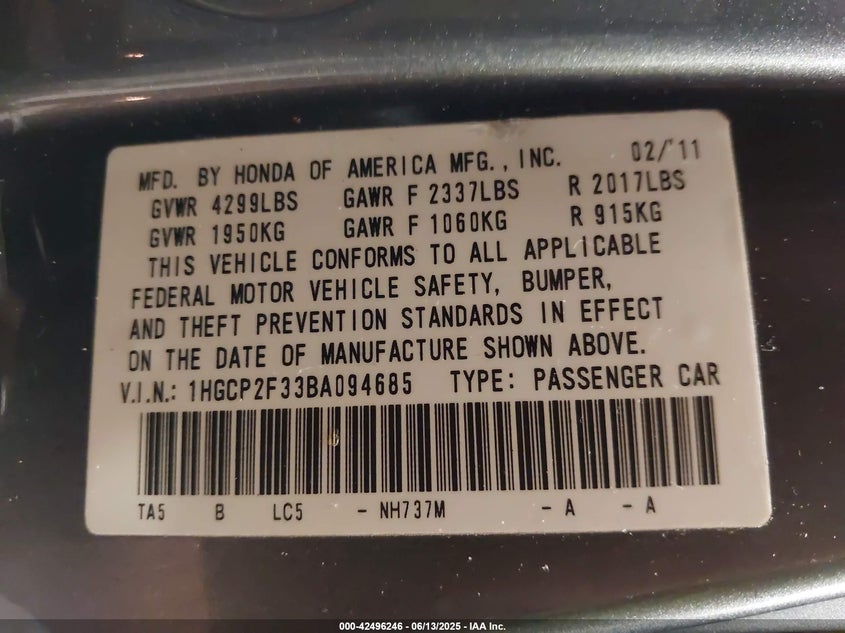 MFD. BY HONDA OF AMERICA MFG., INC. 02/'11
GVWR 4299LBS GAWR F 2337LBS R 2017LBS
GVWR 1950KG GAWR F 1060KG R 915KG
THIS VEHICLE CONFORMS TO ALL APPLICABLE
FEDERAL MOTOR VEHICLE SAFETY, BUMPER,
AND THEFT PREVENTION STANDARDS IN EFFECT
ON THE DATE OF MANUFACTURE SHOWN ABOVE.
V.I.N.: 1HGCP2F33BA094685 TYPE: PASSENGER CAR
TA5 B LC5 - NH737M - A - A
000-42496246 - 06/13/2025 - IAA Inc.